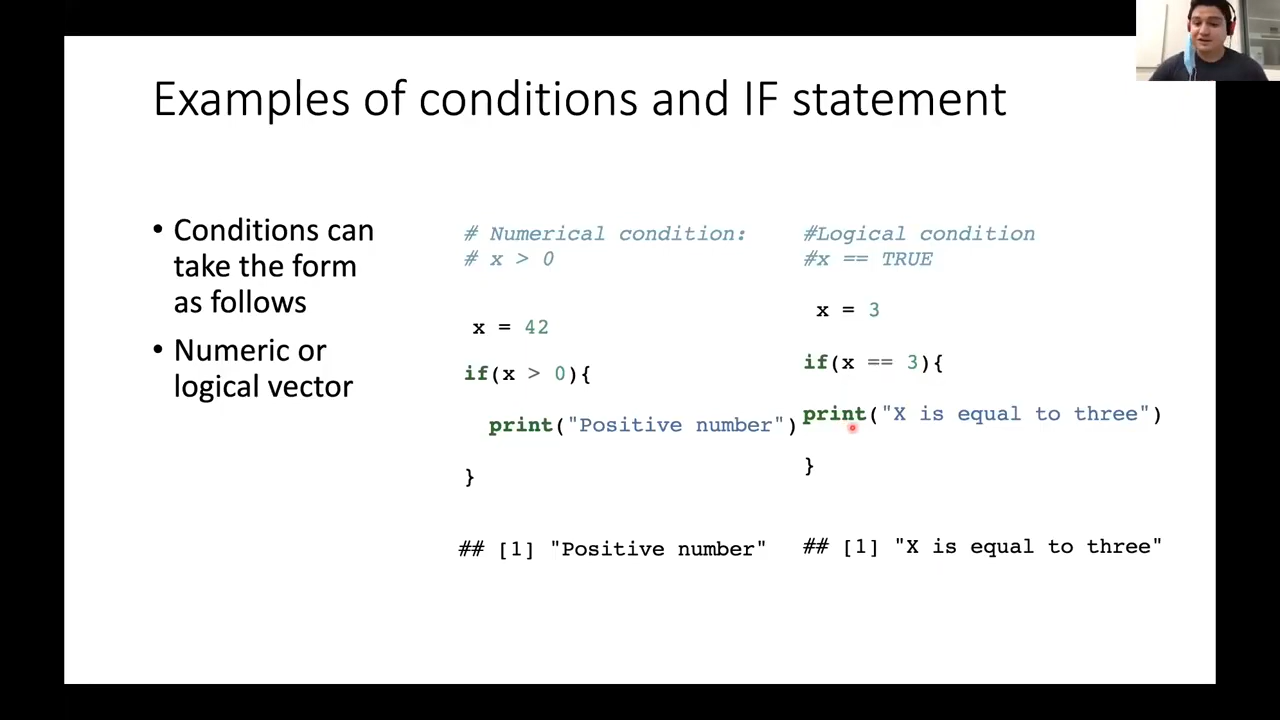 Examples of conditions and IF statement
• Conditions can
take the form
as follows
• Numeric or
logical vector
# Numerical condition:
# x > 0
x = 42
if(x > 0){
print("Positive number")
}
## [1] "Positive number"
#Logical condition
#x == TRUE
x = 3
if(x == 3){
print("X is equal to three")
}
## [1] "X is equal to three"